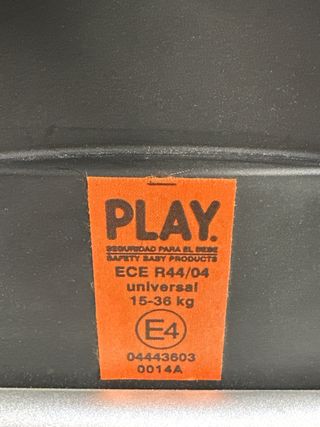 PLAY.
SEGURIDAD PARA EL BEBE
SAFETY BABY PRODUCTS
ECE R44/04
universal
15-36 kg
E4
04443603
0014A